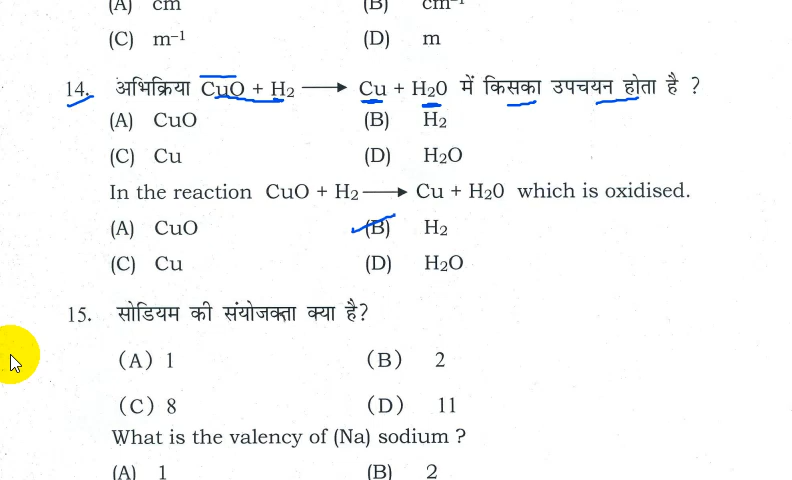 (A) cm (B) cm⁻¹
(C) m⁻¹ (D) m
14. अभिक्रिया CuO + H₂ ⟶ Cu + H₂0 में किसका उपचयन होता है ?
(A) CuO (B) H₂
(C) Cu (D) H₂O
In the reaction CuO + H₂ ⟶ Cu + H₂0 which is oxidised.
(A) CuO (B) H₂
(C) Cu (D) H₂O
15. सोडियम की संयोजक्ता क्या है?
(A) 1 (B) 2
(C) 8 (D) 11
What is the valency of (Na) sodium ?
(A) 1 (B) 2